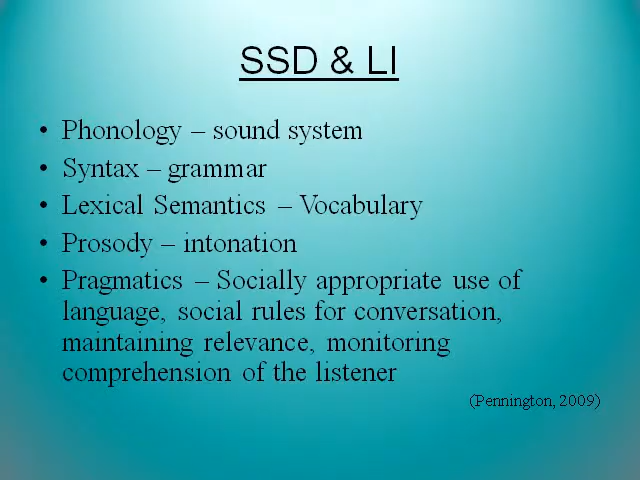 SSD & LI
• Phonology – sound system
• Syntax – grammar
• Lexical Semantics – Vocabulary
• Prosody – intonation
• Pragmatics – Socially appropriate use of
language, social rules for conversation,
maintaining relevance, monitoring
comprehension of the listener
(Pennington, 2009)